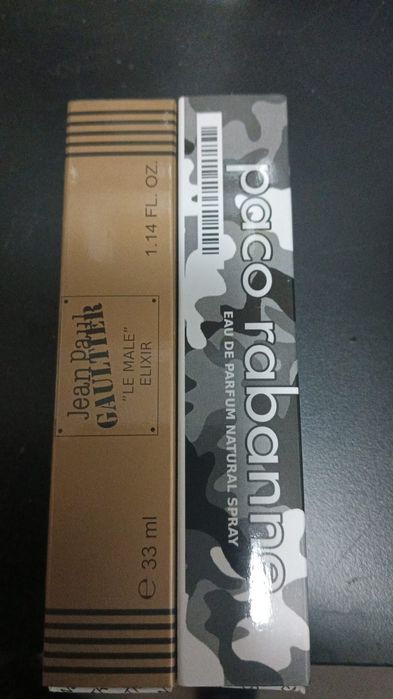 Jean Paul
GAULTIER
"LE MALE"
ELIXIR
℮ 33 ml
1.14 FL. OZ.
paco rabanne
EAU DE PARFUM NATURAL SPRAY